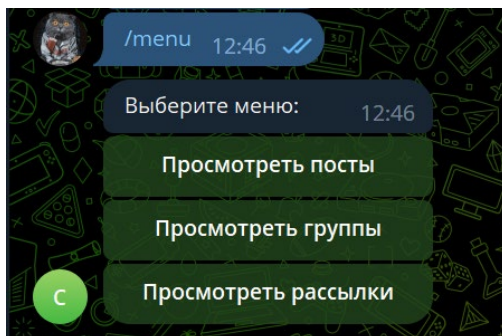 /menu 12:46
Выберите меню: 12:46
Просмотреть посты
Просмотреть группы
Просмотреть рассылки
С